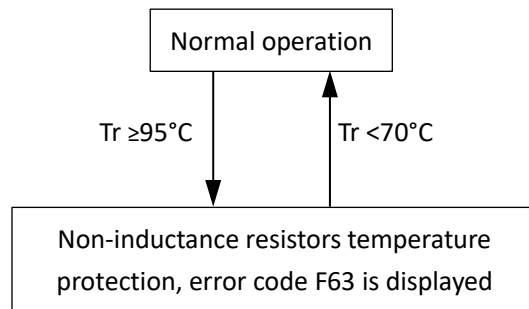 Normal operation
Tr ≥95°C
Tr <70°C
Non-inductance resistors temperature
protection, error code F63 is displayed